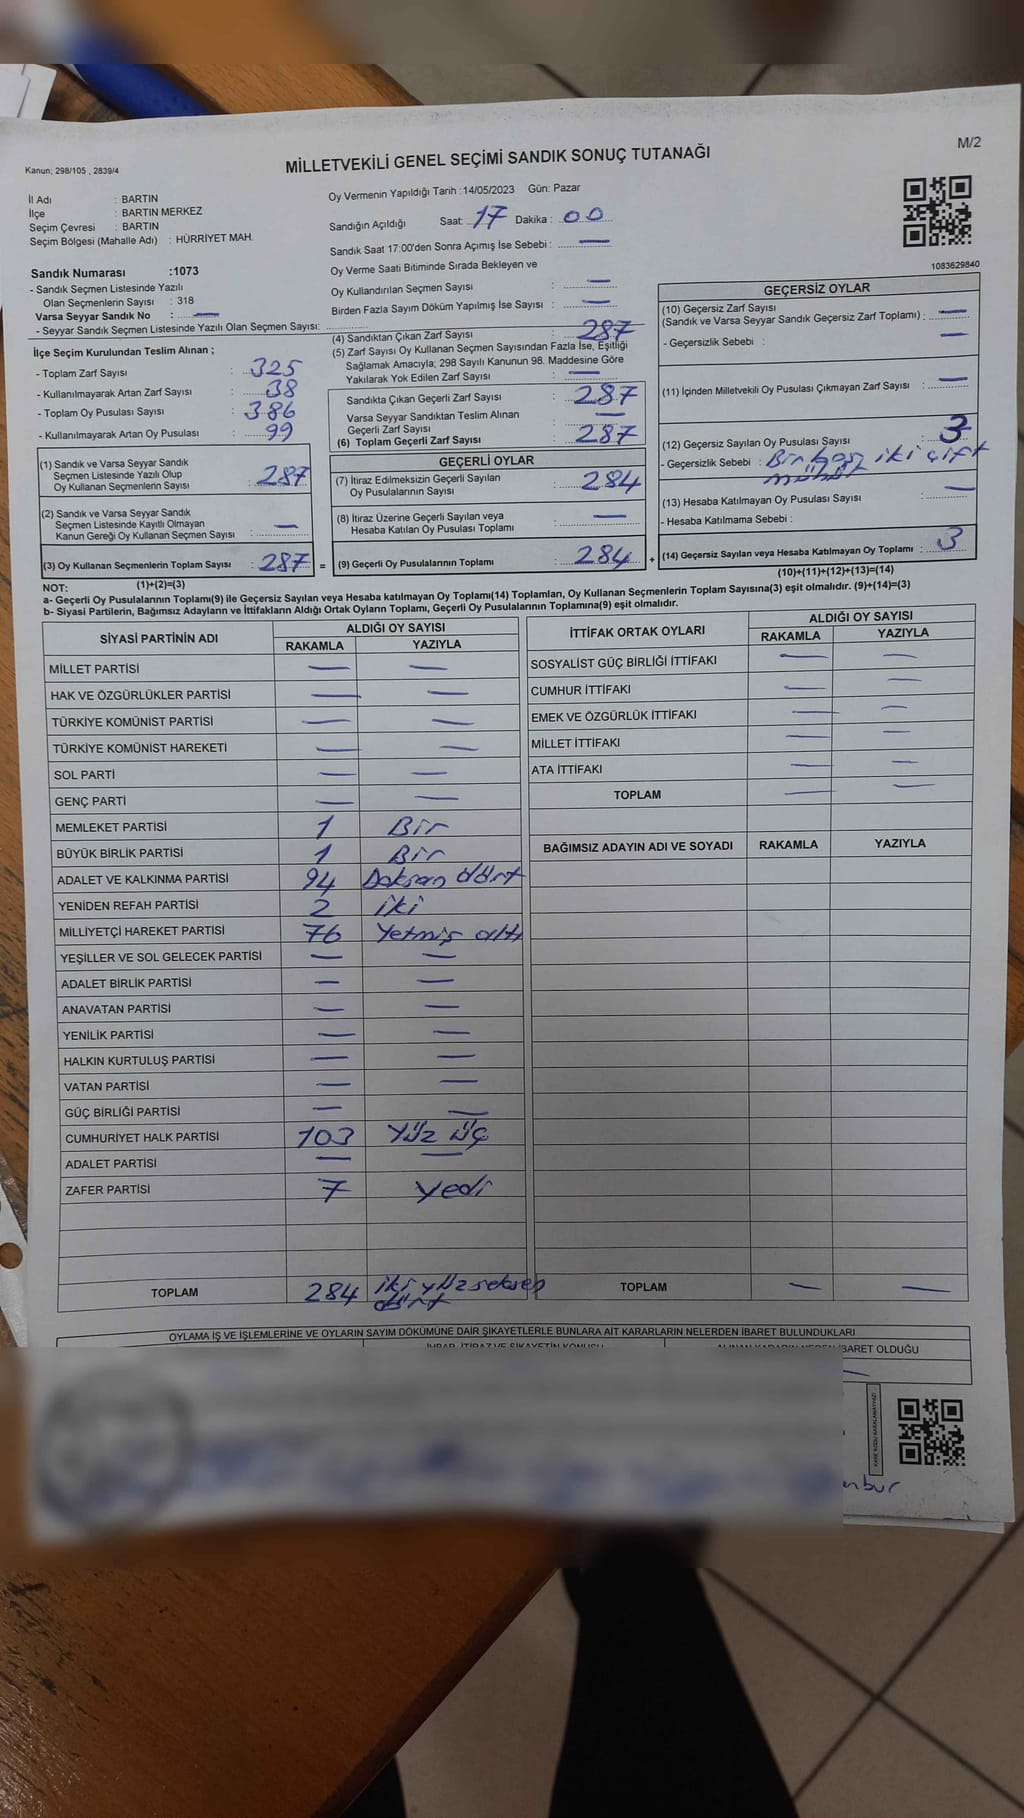 M/2
Kanun; 298/105 , 2839/4
MİLLETVEKİLİ GENEL SEÇİMİ SANDIK SONUÇ TUTANAĞI
İl Adı : BARTIN
İlçe : BARTIN MERKEZ
Seçim Çevresi : BARTIN
Seçim Bölgesi (Mahalle Adı) : HÜRRİYET MAH.
Sandık Numarası :1073
- Sandık Seçmen Listesinde Yazılı
Olan Seçmenlerin Sayısı : 318
Varsa Seyyar Sandık No : —
- Seyyar Sandık Seçmen Listesinde Yazılı Olan Seçmen Sayısı:
Oy Vermenin Yapıldığı Tarih :14/05/2023 Gün: Pazar
Sandığın Açıldığı Saat: 17 Dakika : 00
Sandık Saat 17:00'den Sonra Açımış İse Sebebi : —
Oy Verme Saati Bitiminde Sırada Bekleyen ve
Oy Kullandırılan Seçmen Sayısı : —
Birden Fazla Sayım Döküm Yapılmış İse Sayısı : —
1083629840
İlçe Seçim Kurulundan Teslim Alınan ;
- Toplam Zarf Sayısı : 325
- Kullanılmayarak Artan Zarf Sayısı : 38
- Toplam Oy Pusulası Sayısı : 386
- Kullanılmayarak Artan Oy Pusulası : 99
(1) Sandık ve Varsa Seyyar Sandık
Seçmen Listesinde Yazılı Olup
Oy Kullanan Seçmenlerin Sayısı : 287
(2) Sandık ve Varsa Seyyar Sandık
Seçmen Listesinde Kayıtlı Olmayan
Kanun Gereği Oy Kullanan Seçmen Sayısı : —
(3) Oy Kullanan Seçmenlerin Toplam Sayısı : 287 =
(1)+(2)=(3)
(4) Sandıktan Çıkan Zarf Sayısı : 287
(5) Zarf Sayısı Oy Kullanan Seçmen Sayısından Fazla İse, Eşitliği
Sağlamak Amacıyla; 298 Sayılı Kanunun 98. Maddesine Göre
Yakılarak Yok Edilen Zarf Sayısı : —
Sandıkta Çıkan Geçerli Zarf Sayısı : 287
Varsa Seyyar Sandıktan Teslim Alınan
Geçerli Zarf Sayısı : —
(6) Toplam Geçerli Zarf Sayısı : 287
GEÇERLİ OYLAR
(7) İtiraz Edilmeksizin Geçerli Sayılan
Oy Pusulalarının Sayısı : 284
(8) İtiraz Üzerine Geçerli Sayılan veya
Hesaba Katılan Oy Pusulası Toplamı : —
(9) Geçerli Oy Pusulalarının Toplamı : 284 +
GEÇERSİZ OYLAR
(10) Geçersiz Zarf Sayısı
(Sandık ve Varsa Seyyar Sandık Geçersiz Zarf Toplamı) : —
- Geçersizlik Sebebi : —
(11) İçinden Milletvekili Oy Pusulası Çıkmayan Zarf Sayısı : —
(12) Geçersiz Sayılan Oy Pusulası Sayısı : 3
- Geçersizlik Sebebi : Bir boş iki çift
mühür
(13) Hesaba Katılmayan Oy Pusulası Sayısı : —
- Hesaba Katılmama Sebebi :
(14) Geçersiz Sayılan veya Hesaba Katılmayan Oy Toplamı : 3
(10)+(11)+(12)+(13)=(14)
NOT:
a- Geçerli Oy Pusulalarının Toplamı(9) ile Geçersiz Sayılan veya Hesaba katılmayan Oy Toplamı(14) Toplamları, Oy Kullanan Seçmenlerin Toplam Sayısına(3) eşit olmalıdır. (9)+(14)=(3)
b- Siyasi Partilerin, Bağımsız Adayların ve İttifakların Aldığı Ortak Oyların Toplamı, Geçerli Oy Pusulalarının Toplamına(9) eşit olmalıdır.
SİYASİ PARTİNİN ADI ALDIĞI OY SAYISI
RAKAMLA YAZIYLA
MİLLET PARTİSİ — —
HAK VE ÖZGÜRLÜKLER PARTİSİ — —
TÜRKİYE KOMÜNİST PARTİSİ — —
TÜRKİYE KOMÜNİST HAREKETİ — —
SOL PARTİ — —
GENÇ PARTİ — —
MEMLEKET PARTİSİ 1 Bir
BÜYÜK BİRLİK PARTİSİ 1 Bir
ADALET VE KALKINMA PARTİSİ 94 Doksan dört
YENİDEN REFAH PARTİSİ 2 iki
MİLLİYETÇİ HAREKET PARTİSİ 76 Yetmiş altı
YEŞİLLER VE SOL GELECEK PARTİSİ — —
ADALET BİRLİK PARTİSİ — —
ANAVATAN PARTİSİ — —
YENİLİK PARTİSİ — —
HALKIN KURTULUŞ PARTİSİ — —
VATAN PARTİSİ — —
GÜÇ BİRLİĞİ PARTİSİ — —
CUMHURİYET HALK PARTİSİ 103 Yüz üç
ADALET PARTİSİ — —
ZAFER PARTİSİ 7 yedi
TOPLAM 284 iki yüz seksen
dört
İTTİFAK ORTAK OYLARI ALDIĞI OY SAYISI
RAKAMLA YAZIYLA
SOSYALİST GÜÇ BİRLİĞİ İTTİFAKI — —
CUMHUR İTTİFAKI — —
EMEK VE ÖZGÜRLÜK İTTİFAKI — —
MİLLET İTTİFAKI — —
ATA İTTİFAKI — —
TOPLAM — —
BAĞIMSIZ ADAYIN ADI VE SOYADI RAKAMLA YAZIYLA
TOPLAM — —
OYLAMA İŞ VE İŞLEMLERİNE VE OYLARIN SAYIM DÖKÜMÜNE DAİR ŞİKAYETLERLE BUNLARA AİT KARARLARIN NELERDEN İBARET BULUNDUKLARI
İHBAR, İTİRAZ VE ŞİKAYETİN KONUSU ALINAN KARARIN NEDEN İBARET OLDUĞU